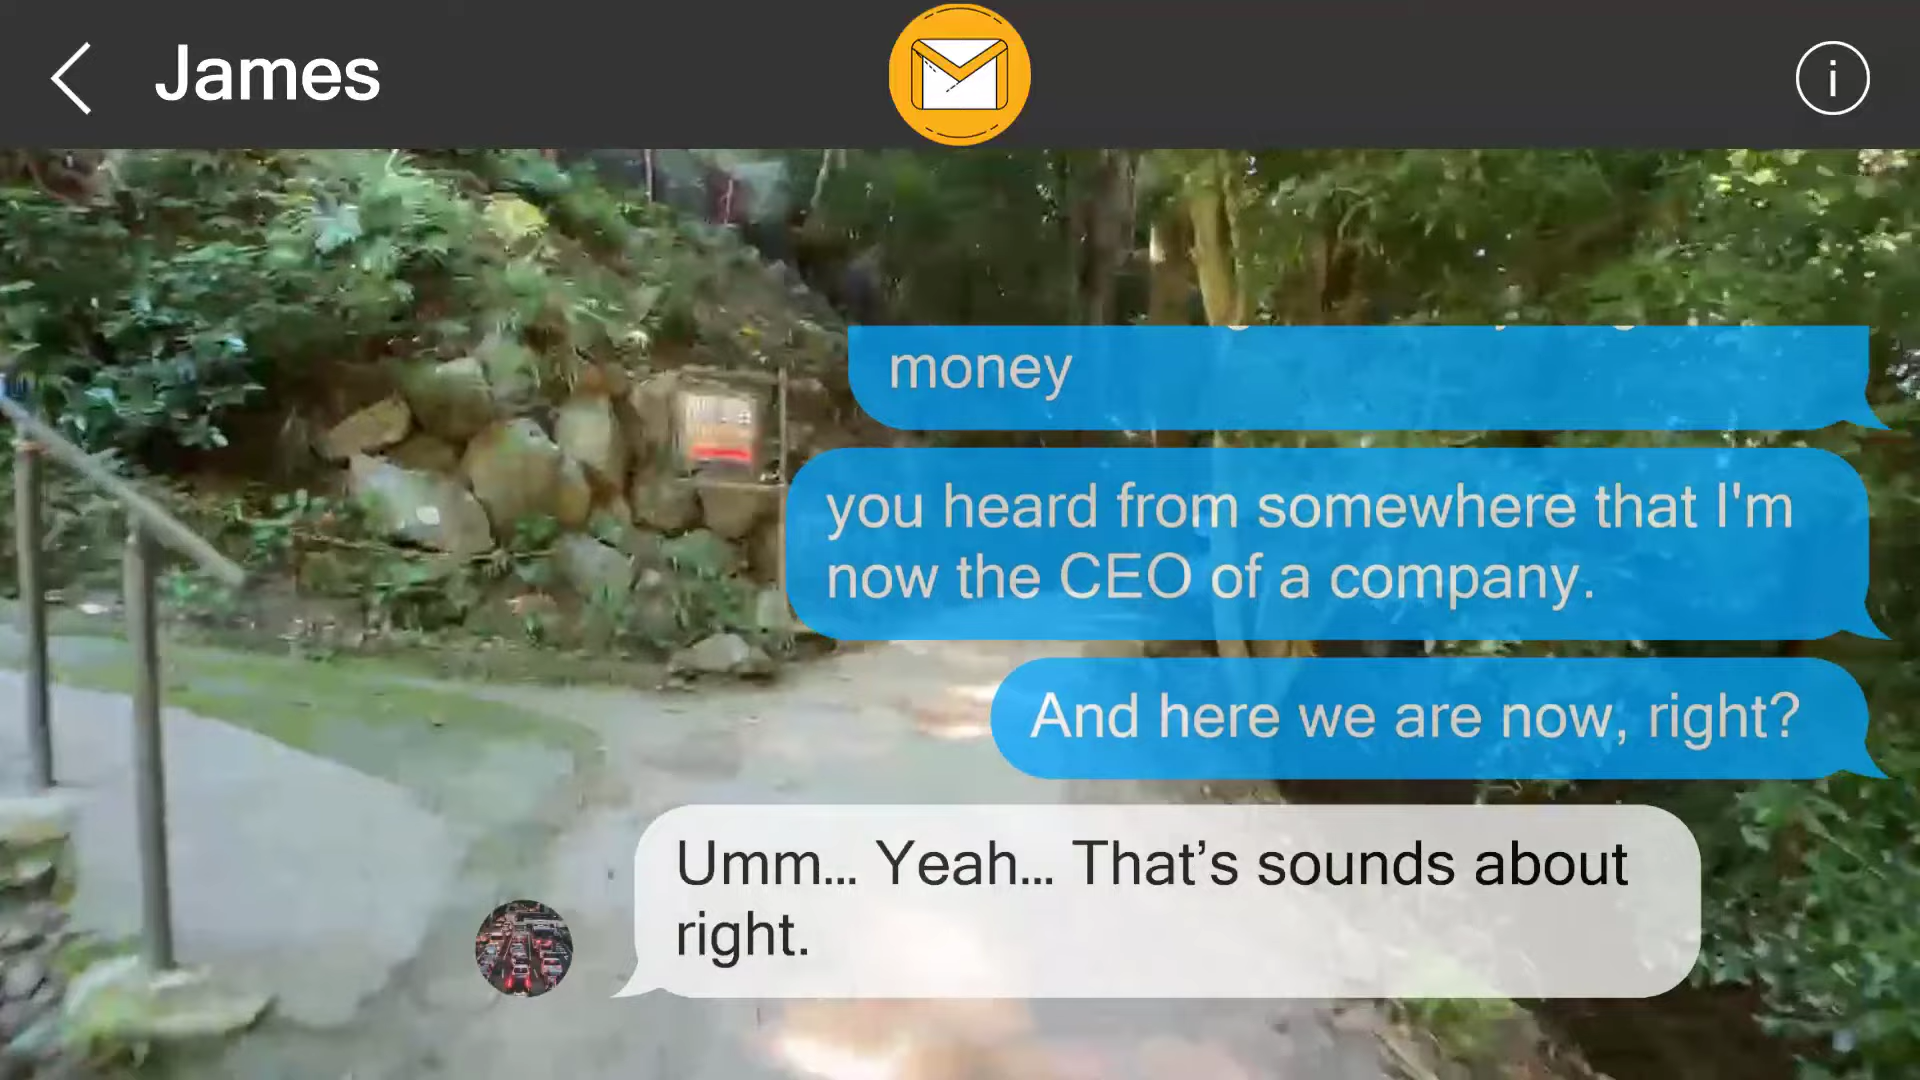 James
money
you heard from somewhere that I'm
now the CEO of a company.
And here we are now, right?
Umm... Yeah... That’s sounds about
right.